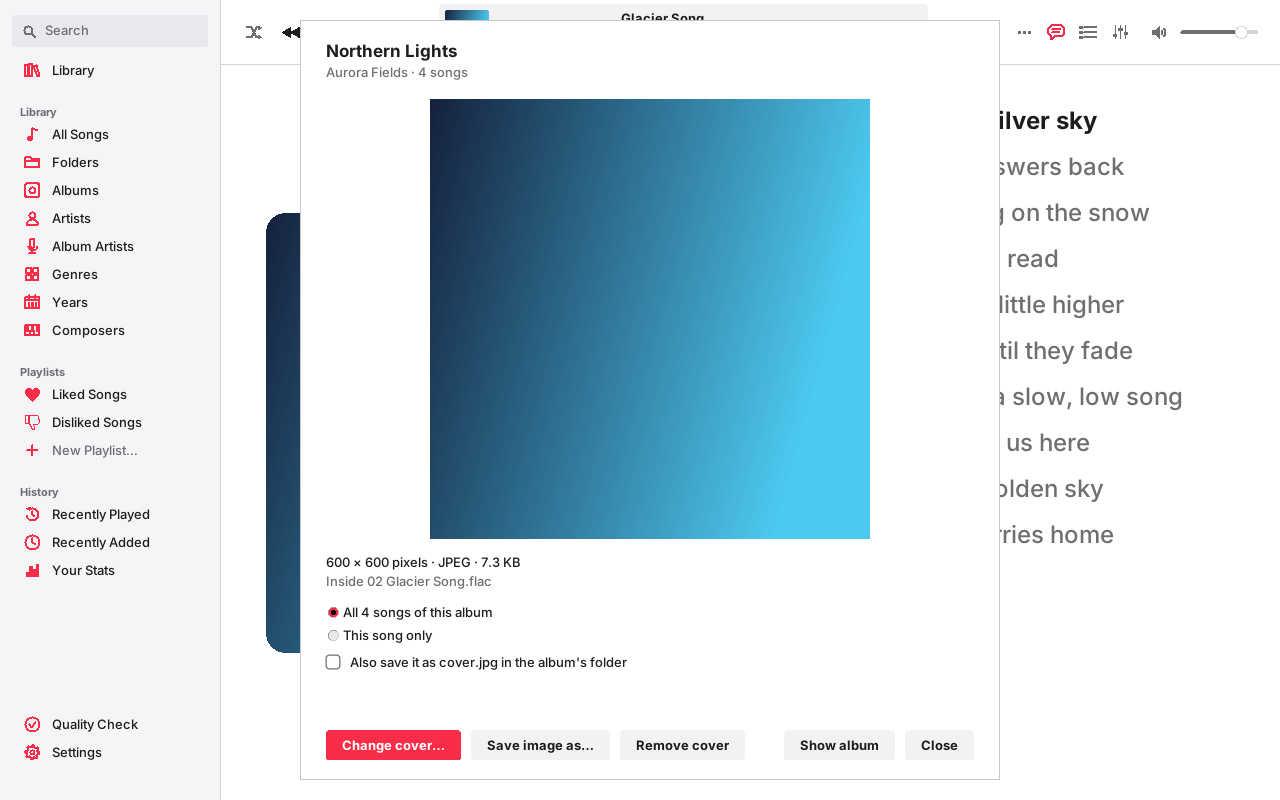 Search
Library
Library
All Songs
Folders
Albums
Artists
Album Artists
Genres
Years
Composers
Playlists
Liked Songs
Disliked Songs
New Playlist...
History
Recently Played
Recently Added
Your Stats
Quality Check
Settings
Glacier Song
Northern Lights
Aurora Fields · 4 songs
600 × 600 pixels · JPEG · 7.3 KB
Inside 02 Glacier Song.flac
All 4 songs of this album
This song only
Also save it as cover.jpg in the album's folder
Change cover...
Save image as...
Remove cover
Show album
Close
sky
back
on the snow
read
little higher
they fade
slow, low song
us here
sky
home